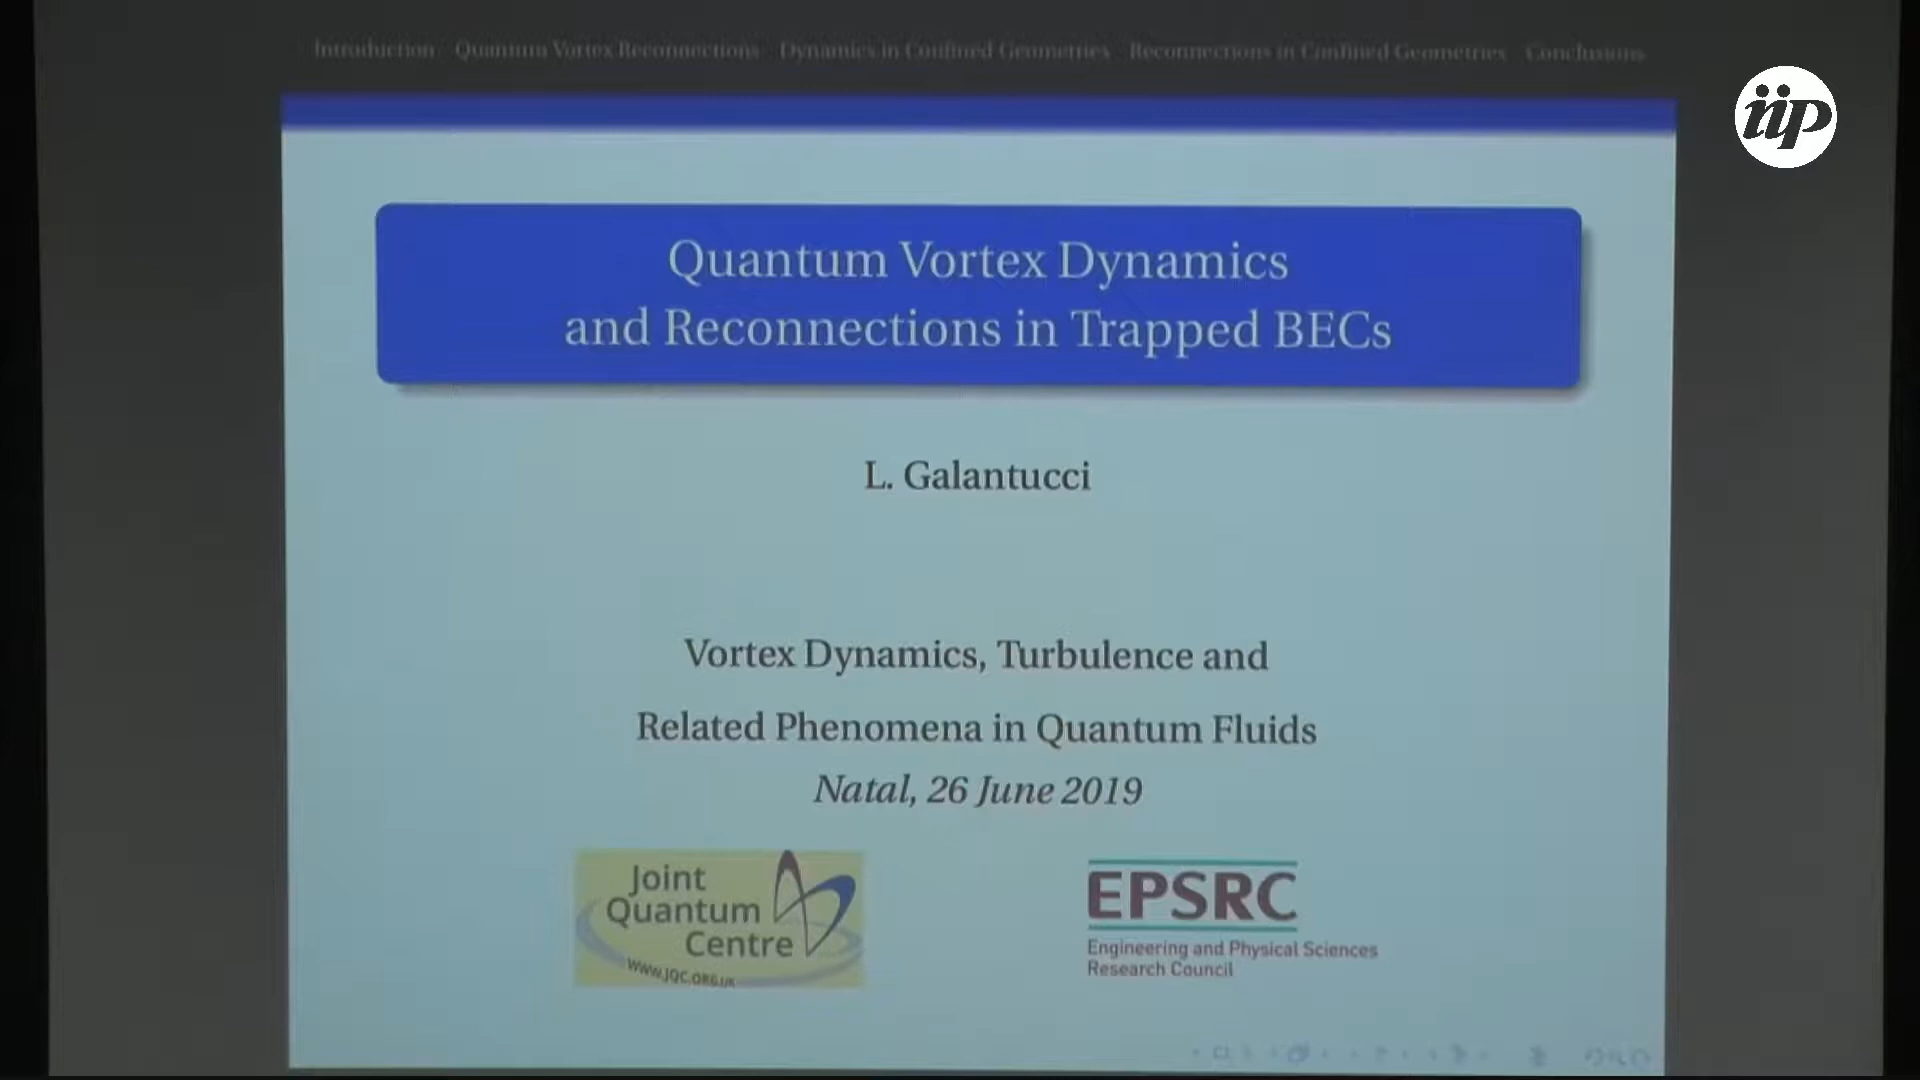 Introduction Quantum Vortex Reconnections Dynamics in Confined Geometries Reconnections in Confined Geometries Conclusions
iip
Quantum Vortex Dynamics
and Reconnections in Trapped BECs
L. Galantucci
Vortex Dynamics, Turbulence and
Related Phenomena in Quantum Fluids
Natal, 26 June 2019
Joint
Quantum
Centre
WWW.JQC.ORG.UK
EPSRC
Engineering and Physical Sciences
Research Council